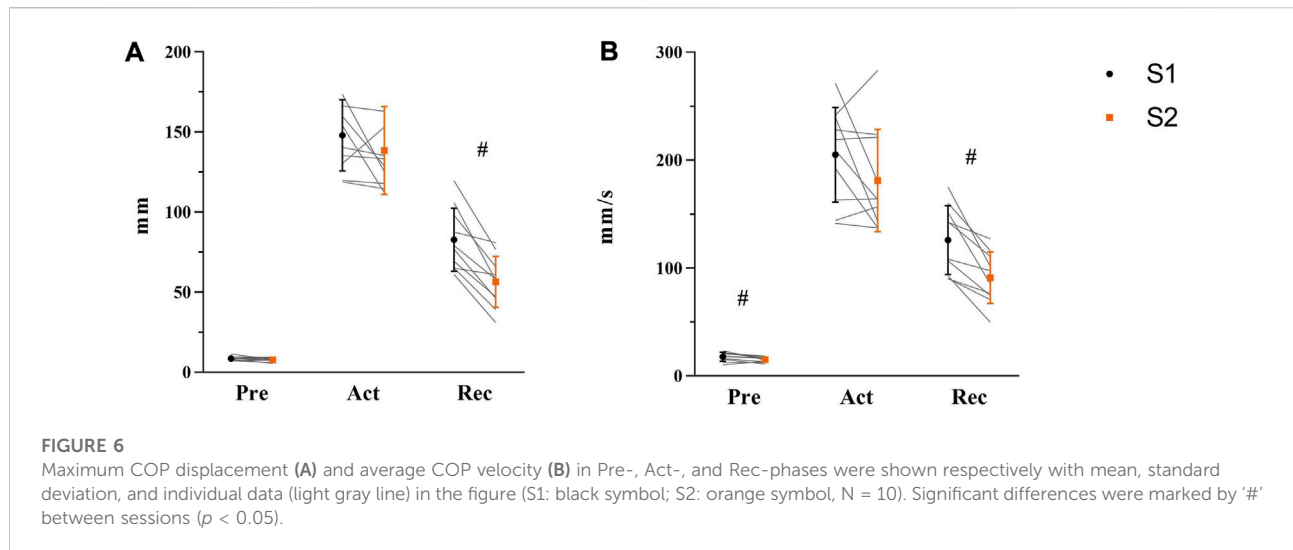 A
200
150
100
50
0
mm
Pre Act Rec
#
B
300
200
100
0
mm/s
Pre Act Rec
#
#
S1
S2
FIGURE 6
Maximum COP displacement (A) and average COP velocity (B) in Pre-, Act-, and Rec-phases were shown respectively with mean, standard
deviation, and individual data (light gray line) in the figure (S1: black symbol; S2: orange symbol, N = 10). Significant differences were marked by ‘#’
between sessions (p < 0.05).